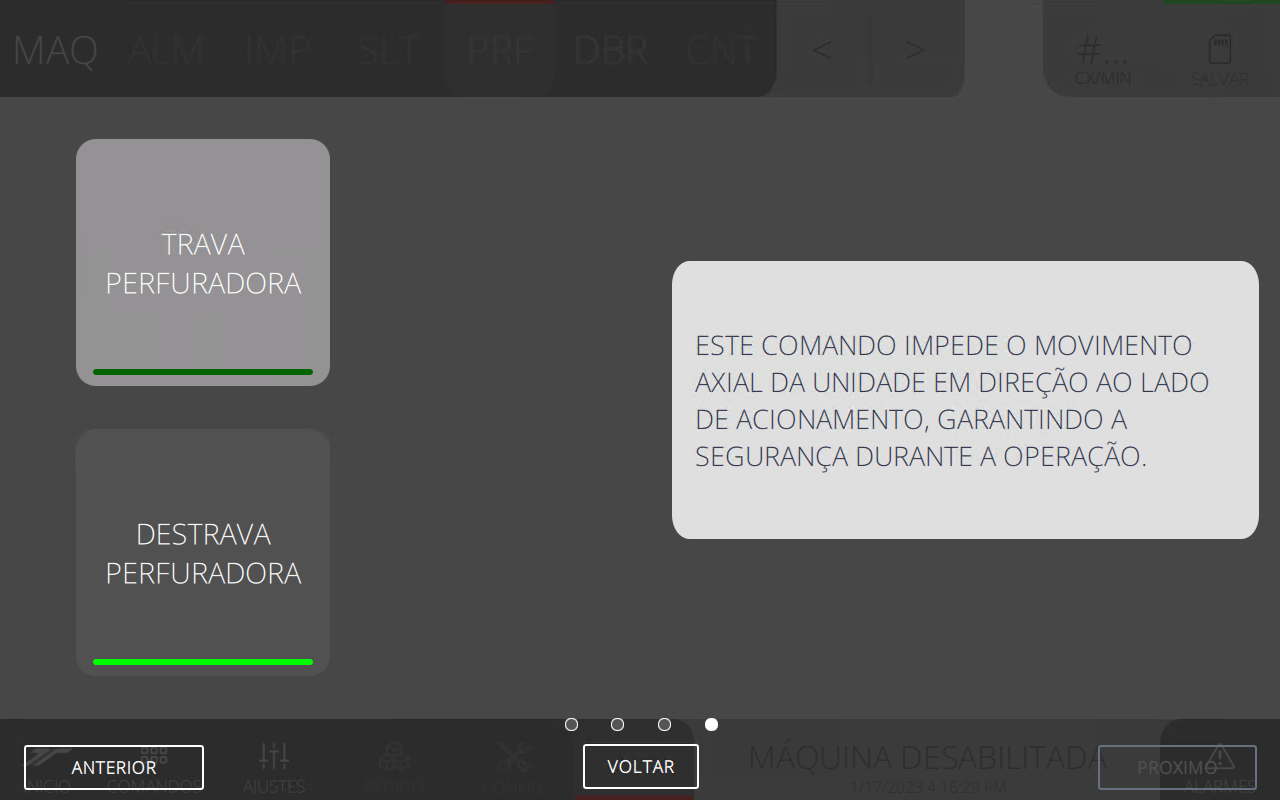 MAQ ALM IMP SLT PRF DBR CNT < > #... CX/MIN SALVAR
TRAVA
PERFURADORA
ESTE COMANDO IMPEDE O MOVIMENTO
AXIAL DA UNIDADE EM DIREÇÃO AO LADO
DE ACIONAMENTO, GARANTINDO A
SEGURANÇA DURANTE A OPERAÇÃO.
DESTRAVA
PERFURADORA
ANTERIOR
VOLTAR
PROXIMO
INICIO COMANDOS AJUSTES PEDIDO CONFIG
MÁQUINA DESABILITADA
1/17/2023 4:16:29 PM
ALARMES